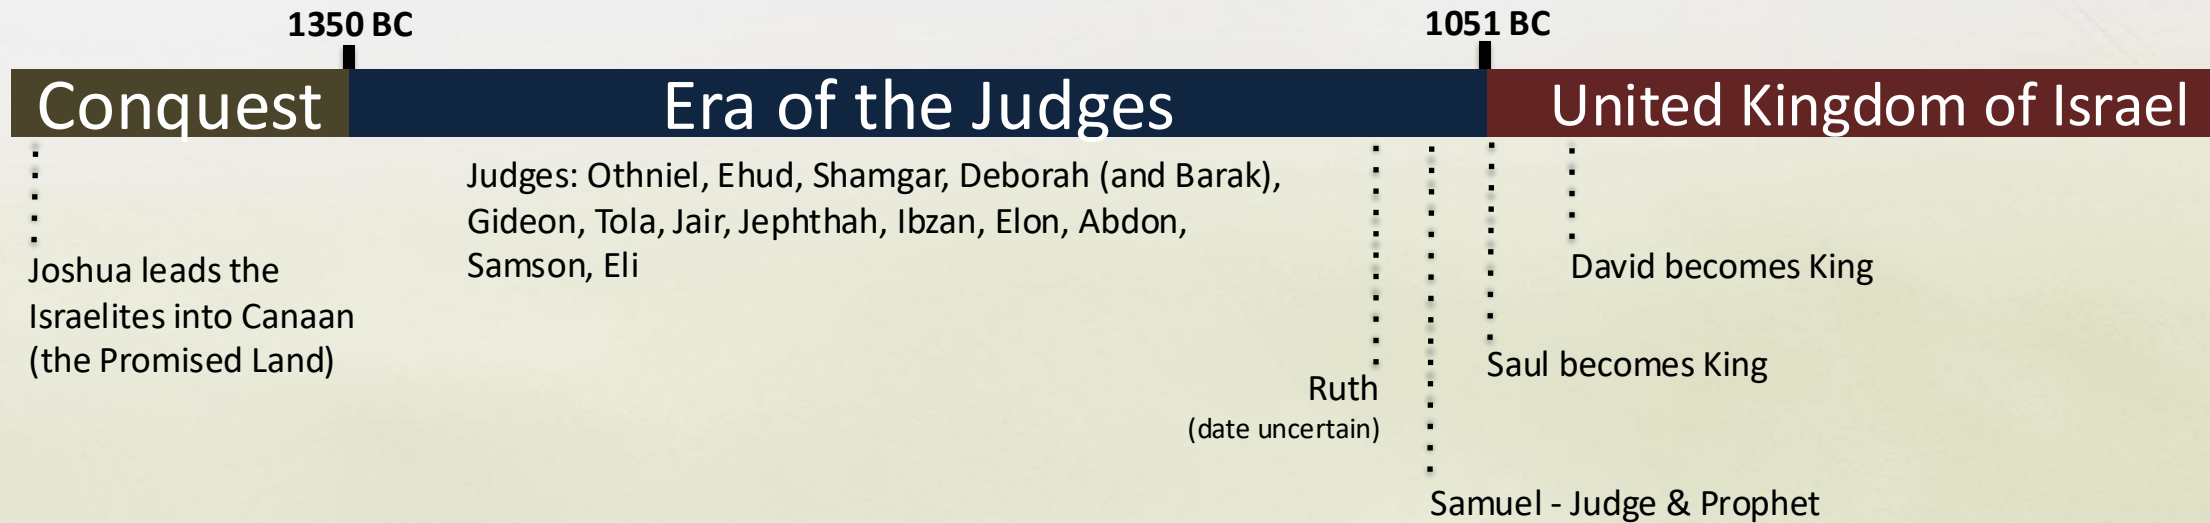 1350 BC
1051 BC
Conquest
Era of the Judges
United Kingdom of Israel
Judges: Othniel, Ehud, Shamgar, Deborah (and Barak),
Gideon, Tola, Jair, Jephthah, Ibzan, Elon, Abdon,
Samson, Eli
Joshua leads the
Israelites into Canaan
(the Promised Land)
Ruth
(date uncertain)
Samuel - Judge & Prophet
Saul becomes King
David becomes King